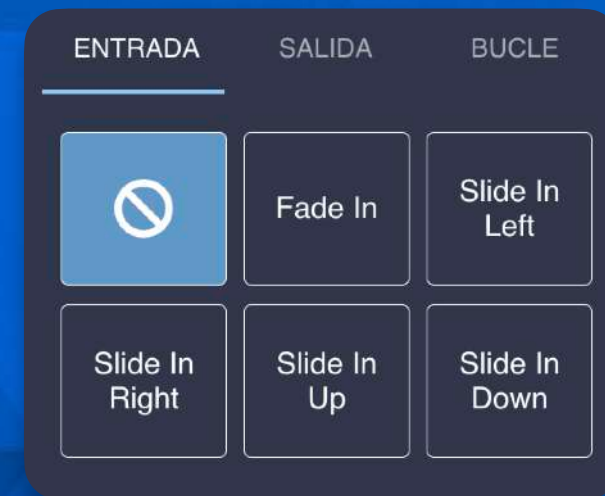 ENTRADA SALIDA BUCLE
Fade In
Slide In
Left
Slide In
Right
Slide In
Up
Slide In
Down